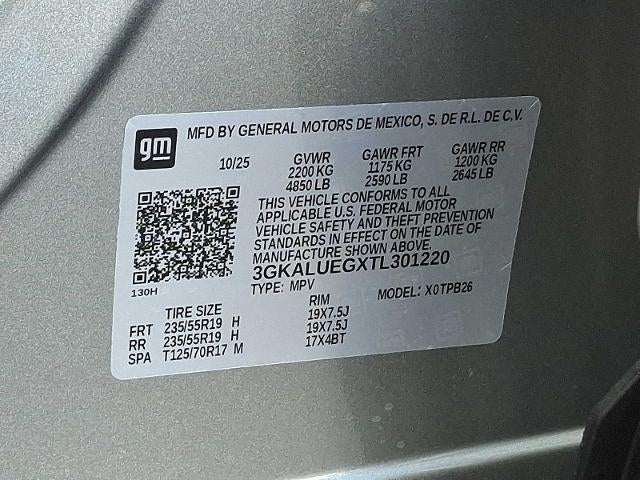 gm
MFD BY GENERAL MOTORS DE MEXICO, S. DE R.L. DE C.V.
10/25 GVWR GAWR FRT GAWR RR
2200 KG 1175 KG 1200 KG
4850 LB 2590 LB 2645 LB
THIS VEHICLE CONFORMS TO ALL
APPLICABLE U.S. FEDERAL MOTOR
VEHICLE SAFETY AND THEFT PREVENTION
STANDARDS IN EFFECT ON THE DATE OF
MANUFACTURE SHOWN ABOVE.
3GKALUEGXTL301220
130H
TYPE: MPV MODEL: X0TPB26
TIRE SIZE RIM
FRT 235/55R19 H 19X7.5J
RR 235/55R19 H 19X7.5J
SPA T125/70R17 M 17X4BT